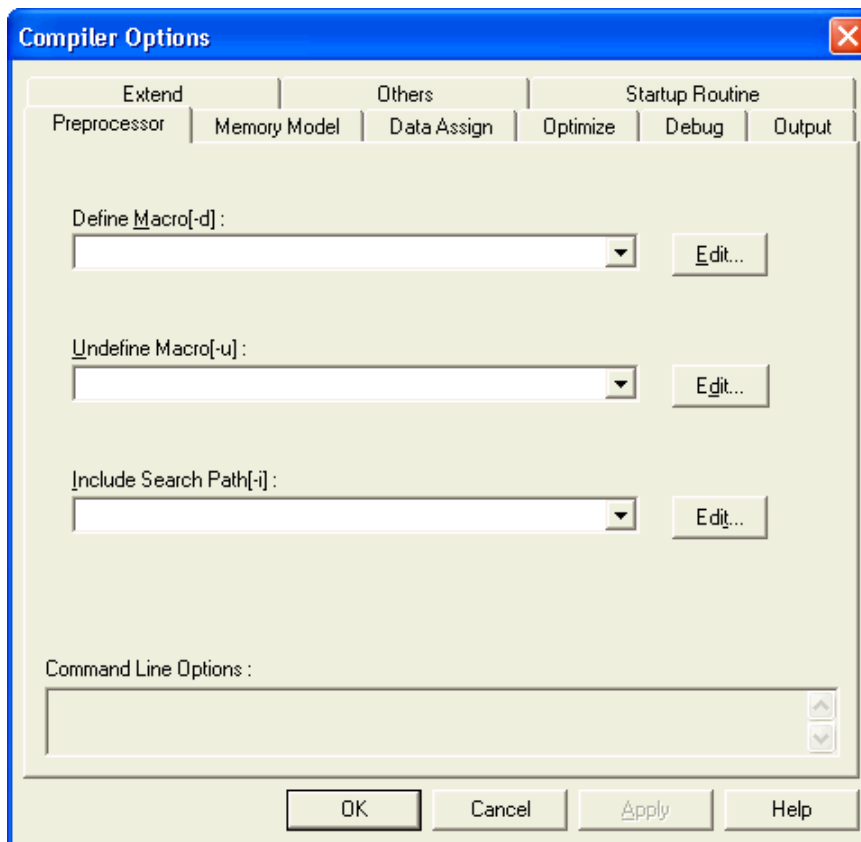 Compiler Options
Extend Others Startup Routine
Preprocessor Memory Model Data Assign Optimize Debug Output
Define Macro[-d] :
Edit...
Undefine Macro[-u] :
Edit...
Include Search Path[-i] :
Edit...
Command Line Options :
OK Cancel Apply Help